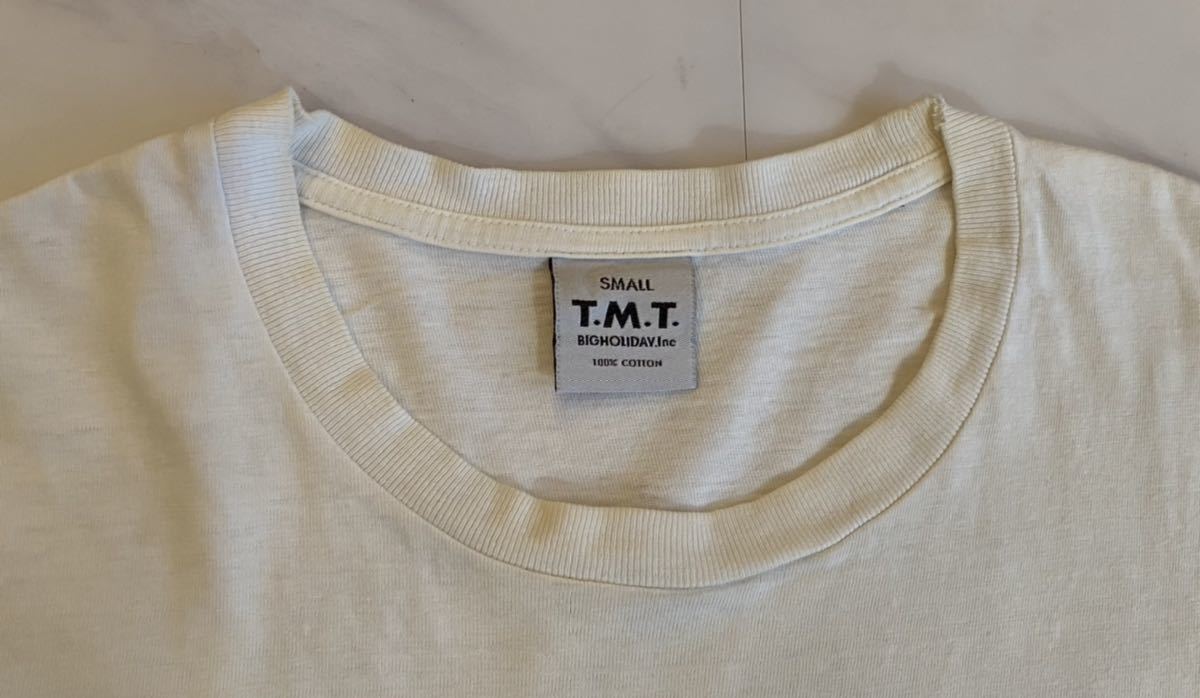 SMALL
T.M.T.
BIGHOLIDAY.Inc
100% COTTON